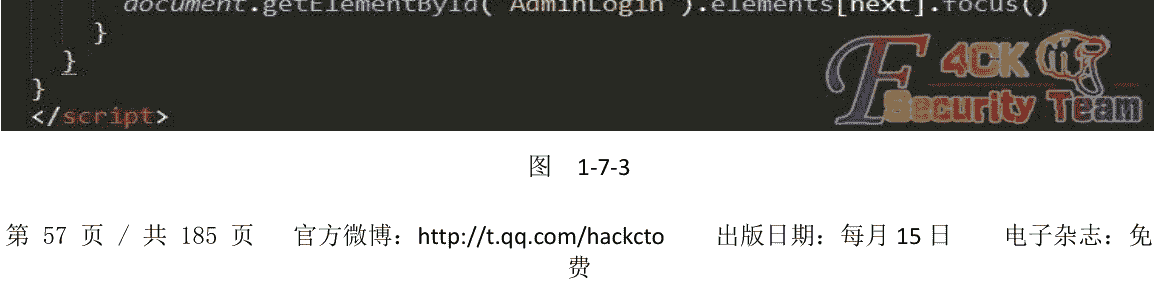 document.getElementById("AdminLogin").elements[next].focus()
}
}
}
</script>
F4CK
Security Team
图 1-7-3
第 57 页 / 共 185 页 官方微博：http://t.qq.com/hackcto 出版日期：每月 15 日 电子杂志：免
费